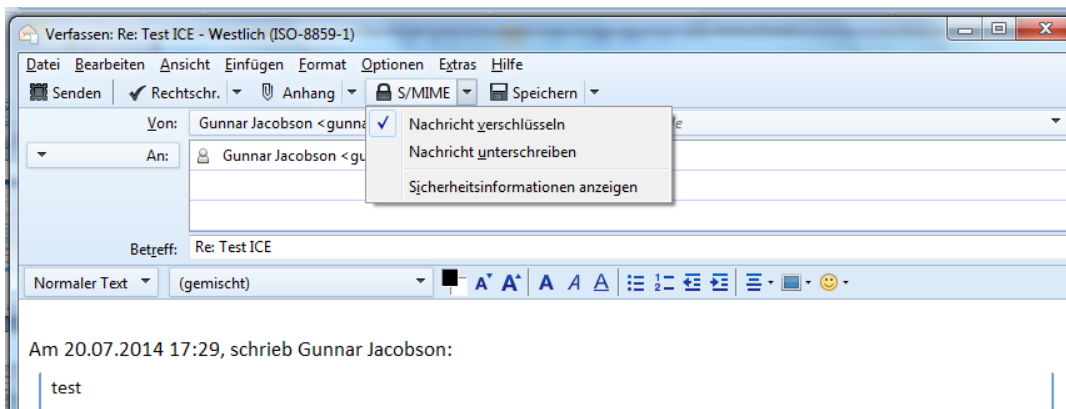 Verfassen: Re: Test ICE - Westlich (ISO-8859-1)
Datei Bearbeiten Ansicht Einfügen Format Optionen Extras Hilfe
Senden Rechtschr. Anhang S/MIME Speichern
Von: Gunnar Jacobson
Nachricht verschlüsseln
An: Gunnar Jacobson
Nachricht unterschreiben
Sicherheitsinformationen anzeigen
Betreff: Re: Test ICE
Normaler Text (gemischt)
Am 20.07.2014 17:29, schrieb Gunnar Jacobson:
test